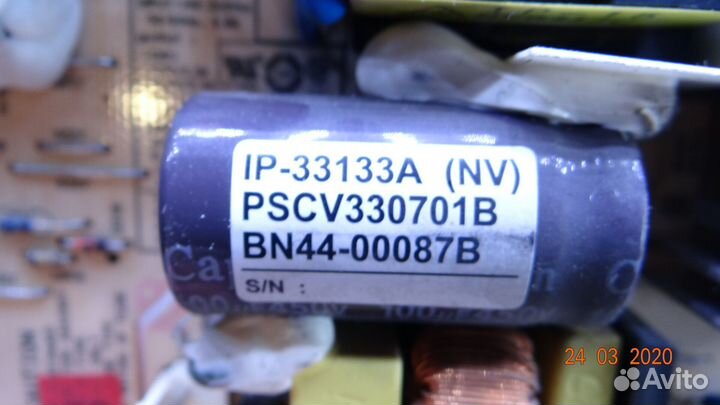 IP-33133A (NV)
PSCV330701B
BN44-00087B
S/N :
24 03 2020
Avito